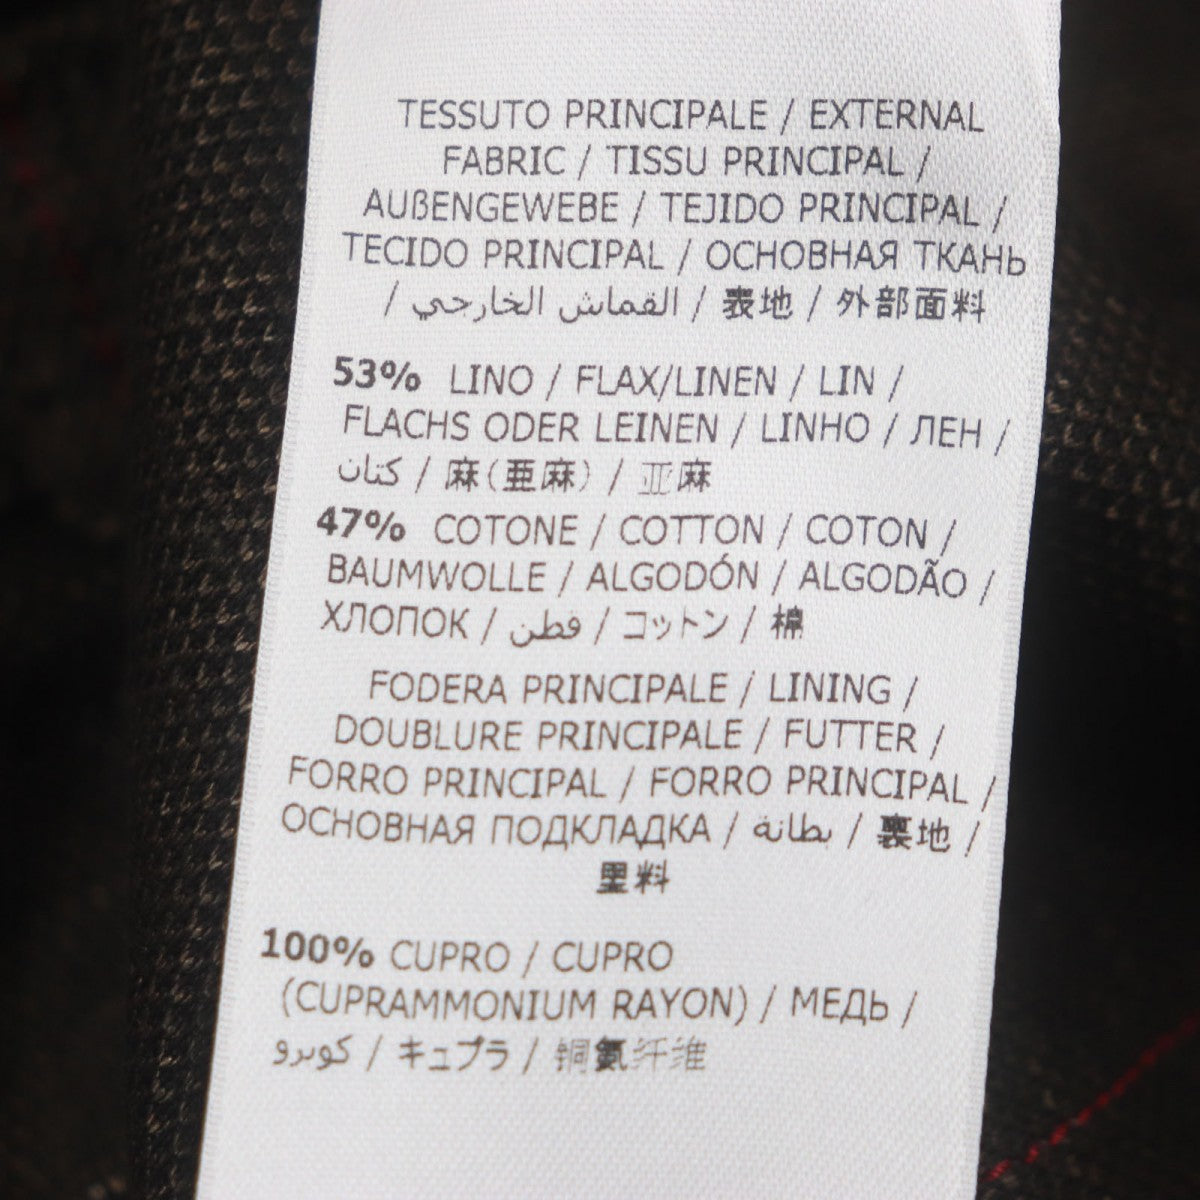 TESSUTO PRINCIPALE / EXTERNAL
FABRIC / TISSU PRINCIPAL /
AUßENGEWEBE / TEJIDO PRINCIPAL /
TECIDO PRINCIPAL / ОСНОВНАЯ ТКАНЬ
/ القماش الخارجي / 表地 / 外部面料
53% LINO / FLAX/LINEN / LIN /
FLACHS ODER LEINEN / LINHO / ЛЕН /
كتان / 麻(亜麻) / 亚麻
47% COTONE / COTTON / COTON /
BAUMWOLLE / ALGODÓN / ALGODÃO /
ХЛОПОК / قطن / コットン / 棉
FODERA PRINCIPALE / LINING /
DOUBLURE PRINCIPALE / FUTTER /
FORRO PRINCIPAL / FORRO PRINCIPAL /
ОСНОВНАЯ ПОДКЛАДКА / بطانة / 裏地 /
里料
100% CUPRO / CUPRO
(CUPRAMMONIUM RAYON) / МЕДЬ /
كوبرو / キュプラ / 铜氨纤维